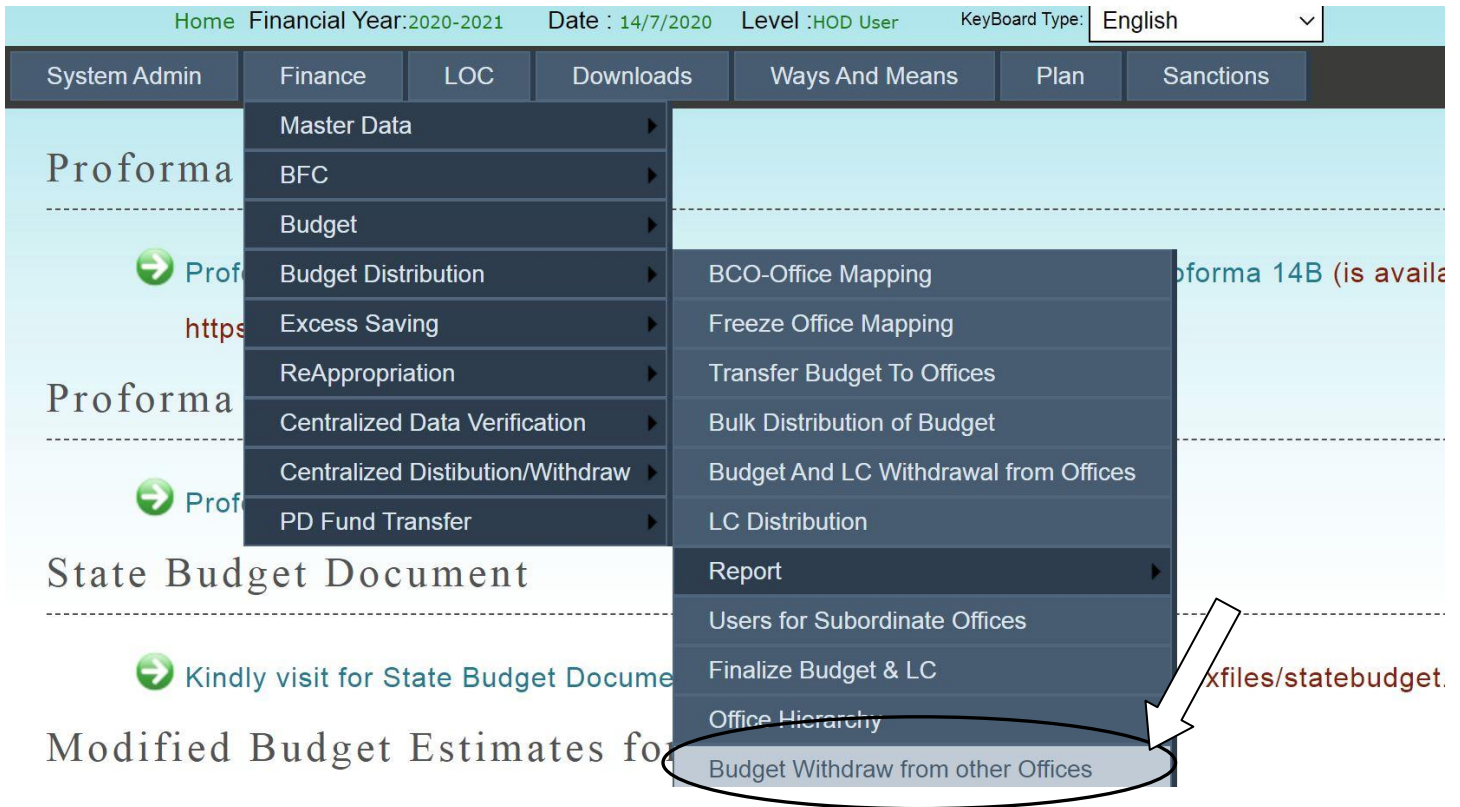 Home Financial Year:2020-2021 Date : 14/7/2020 Level :HOD User KeyBoard Type: English
System Admin Finance LOC Downloads Ways And Means Plan Sanctions
Master Data
Proforma
BFC
Budget
Prof Budget Distribution BCO-Office Mapping oforma 14B (is availa
https Excess Saving Freeze Office Mapping
ReAppropriation Transfer Budget To Offices
Proforma
Centralized Data Verification Bulk Distribution of Budget
Centralized Distibution/Withdraw Budget And LC Withdrawal from Offices
Prof
PD Fund Transfer LC Distribution
State Budget Document Report
Users for Subordinate Offices
Kindly visit for State Budget Docume Finalize Budget & LC xfiles/statebudget.
Office Hierarchy
Modified Budget Estimates for
Budget Withdraw from other Offices